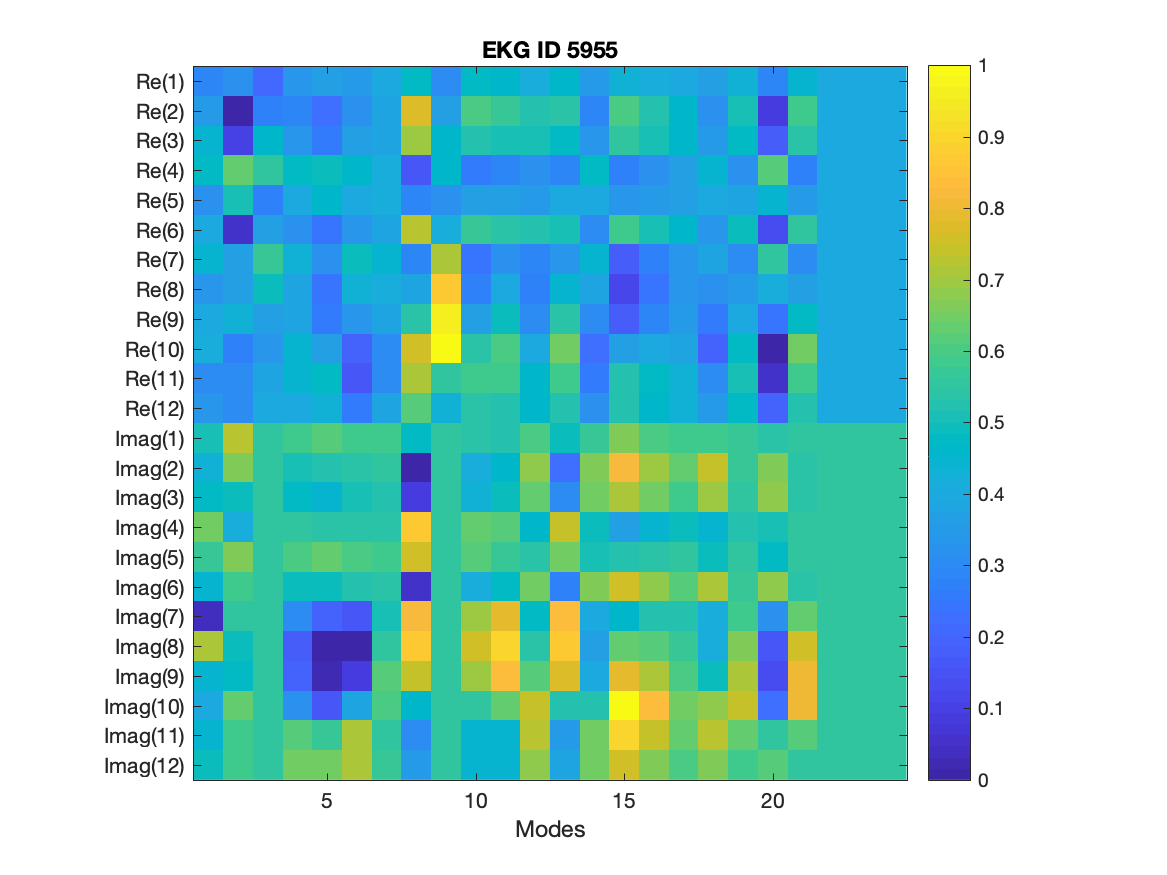 EKG ID 5955
Re(1)
Re(2)
Re(3)
Re(4)
Re(5)
Re(6)
Re(7)
Re(8)
Re(9)
Re(10)
Re(11)
Re(12)
Imag(1)
Imag(2)
Imag(3)
Imag(4)
Imag(5)
Imag(6)
Imag(7)
Imag(8)
Imag(9)
Imag(10)
Imag(11)
Imag(12)
5 10 15 20
Modes
1
0.9
0.8
0.7
0.6
0.5
0.4
0.3
0.2
0.1
0